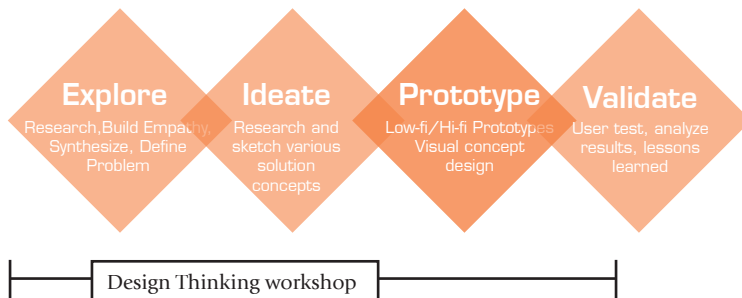 Explore
Research,Build Empathy,
Synthesize, Define
Problem
Ideate
Research and
sketch various
solution
concepts
Prototype
Low-fi/Hi-fi Prototypes
Visual concept
design
Validate
User test, analyze
results, lessons
learned
Design Thinking workshop